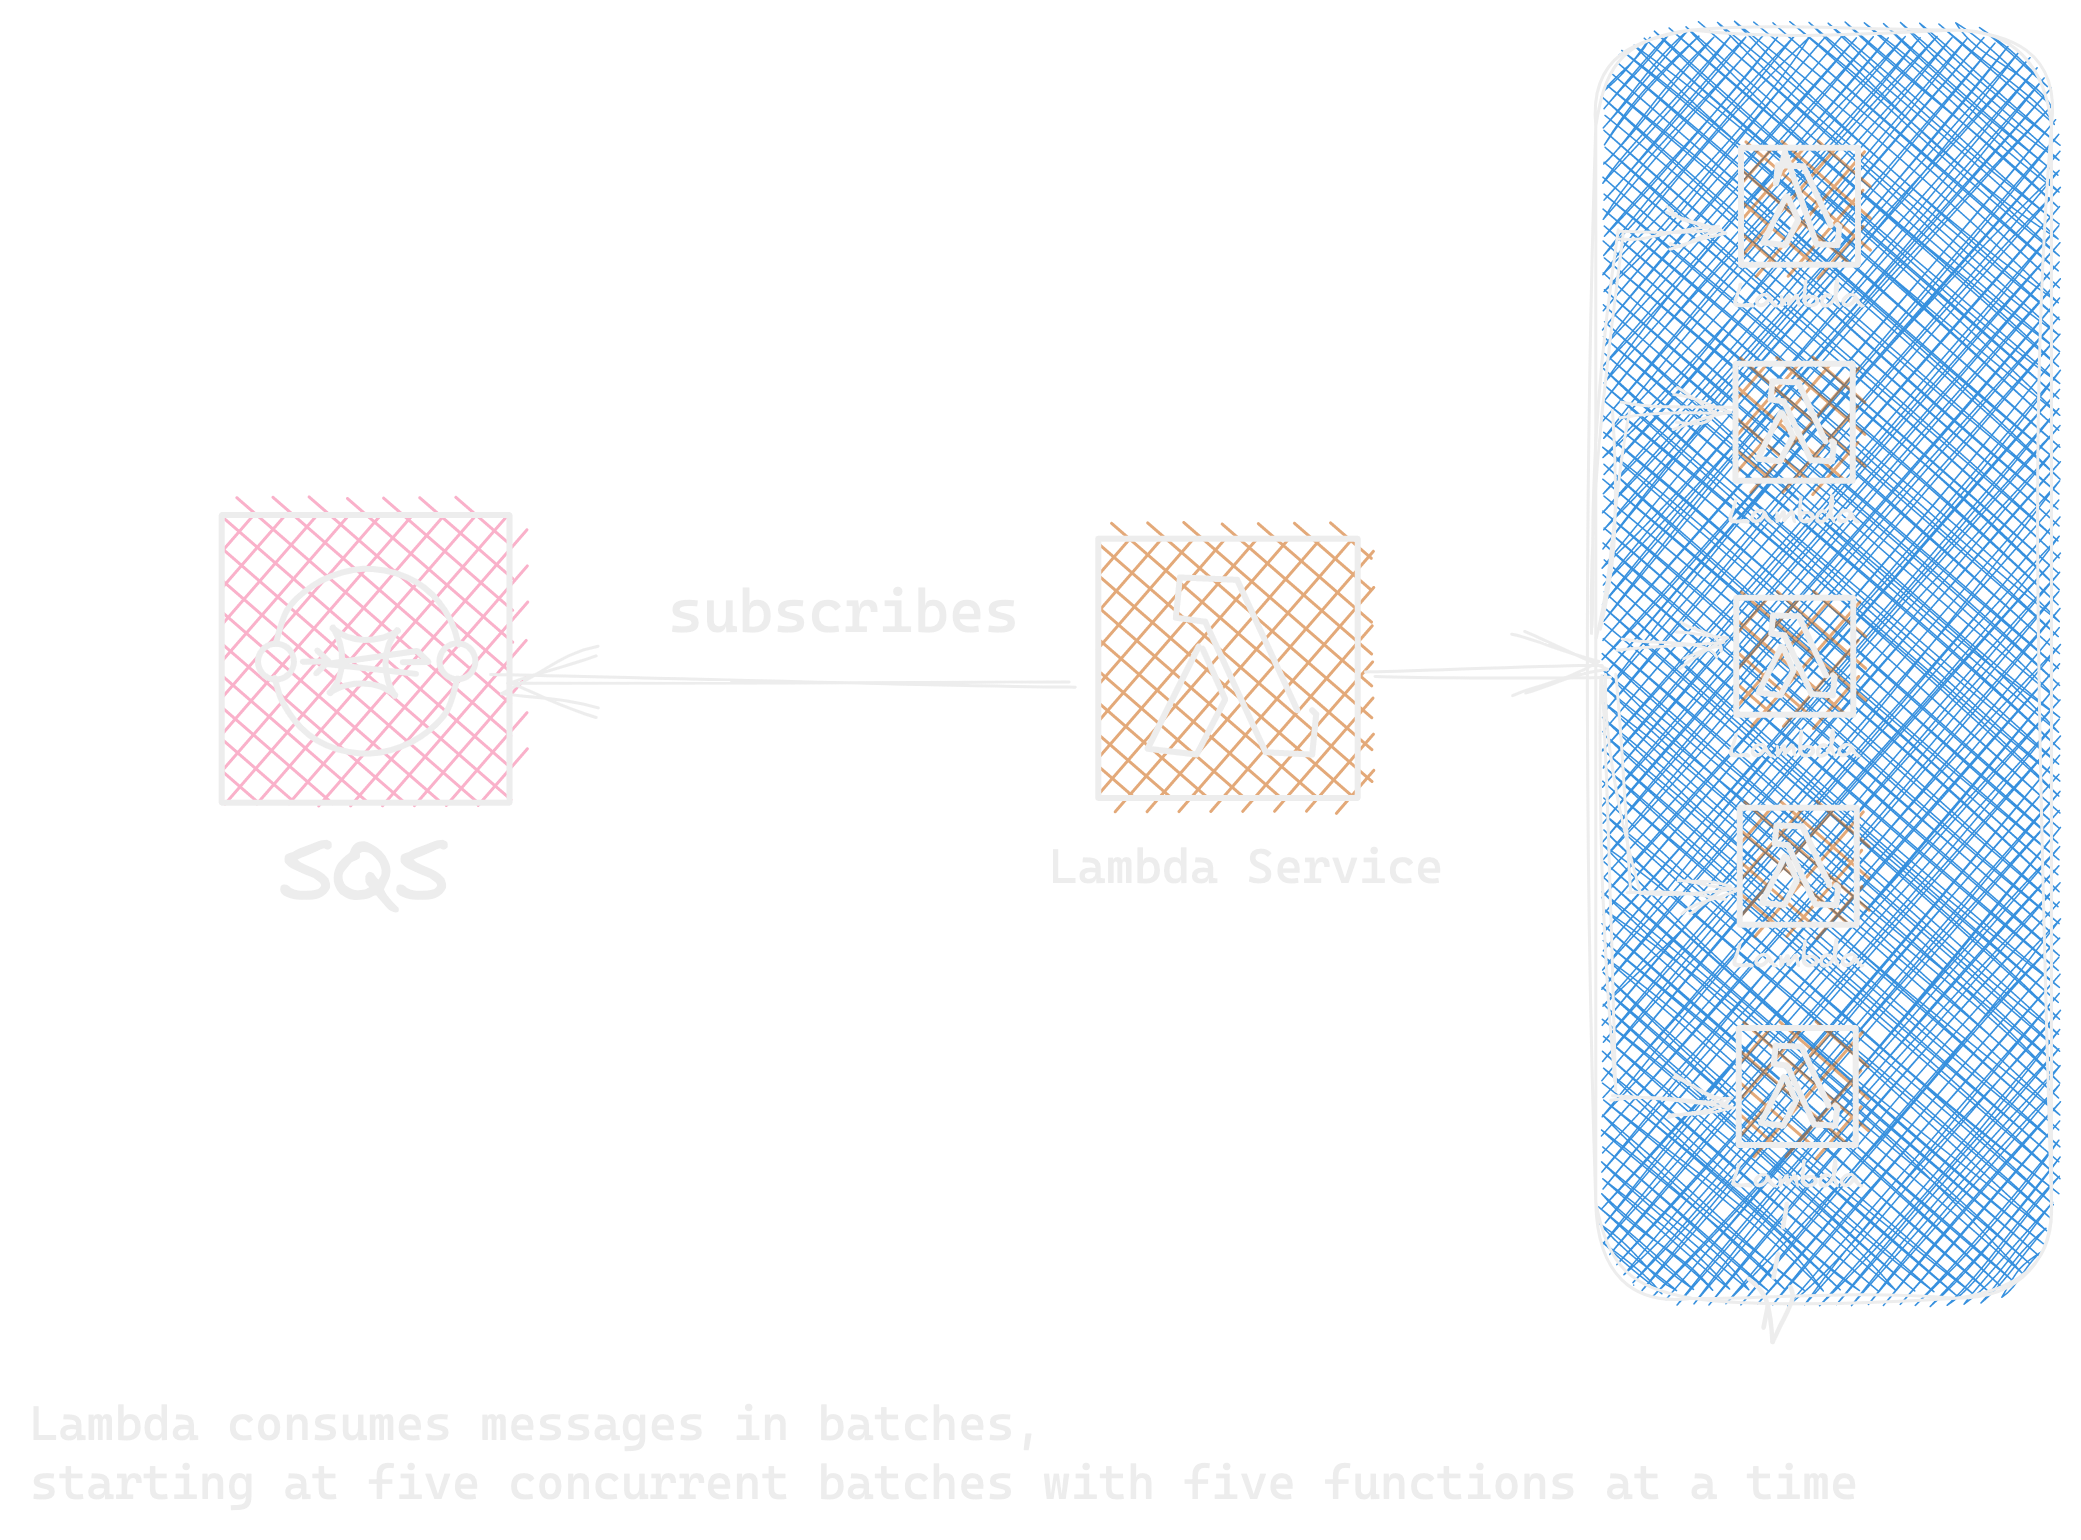 Lambda
Lambda
subscribes
Lambda
SQS
Lambda Service
Lambda
Lambda
Lambda consumes messages in batches,
starting at five concurrent batches with five functions at a time